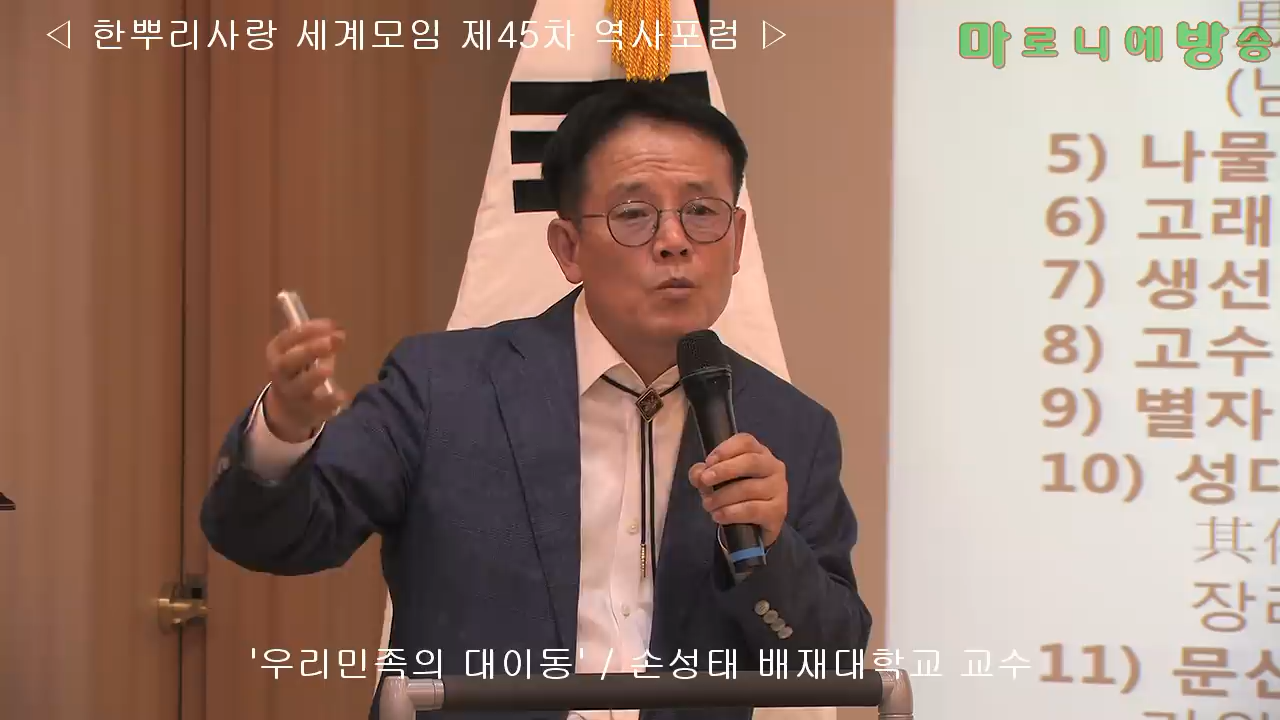 ◁ 한뿌리사랑 세계모임 제45차 역사포럼 ▷
마로니에방송
5) 나물
6) 고래
7) 생선
8) 고수
9) 별자
10) 성다
其他
장리
11) 문신
'우리민족의 대이동' / 손성태 배재대학교 교수